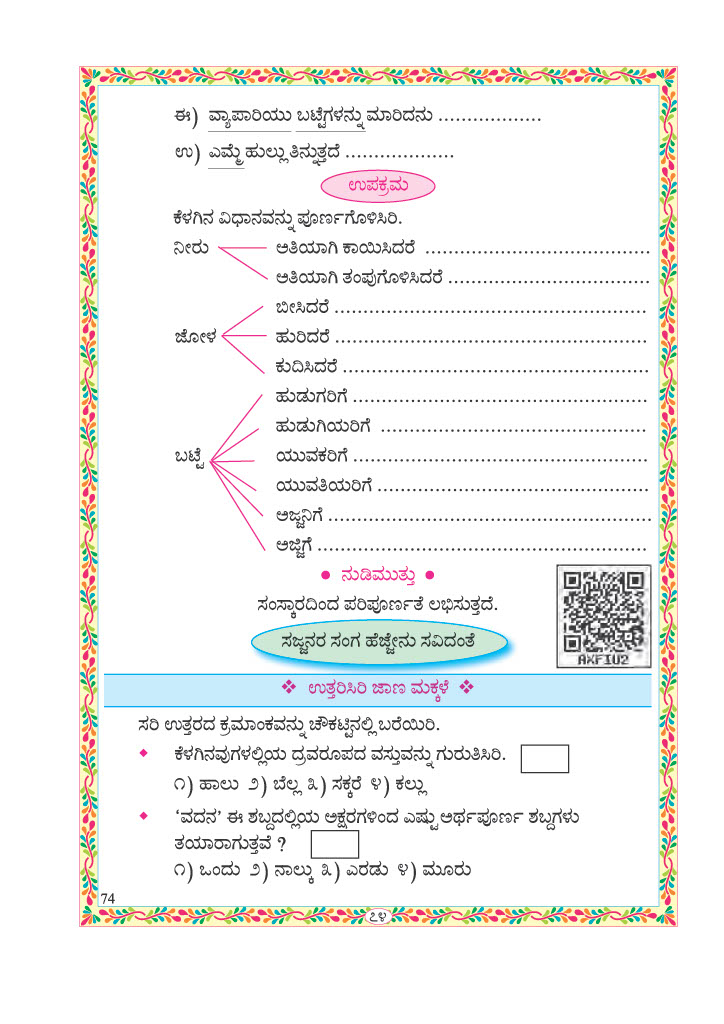 ಈ) ವ್ಯಾಪಾರಿಯು ಬಟ್ಟೆಗಳನ್ನು ಮಾರಿದನು ..................
ಉ) ಎಮ್ಮೆ ಹುಲ್ಲು ತಿನ್ನುತ್ತದೆ ...................
ಉಪಕ್ರಮ
ಕೆಳಗಿನ ವಿಧಾನವನ್ನು ಪೂರ್ಣಗೊಳಿಸಿರಿ.
ನೀರು ಅತಿಯಾಗಿ ಕಾಯಿಸಿದರೆ .......................................
ಅತಿಯಾಗಿ ತಂಪುಗೊಳಿಸಿದರೆ ...................................
ಬೀಸಿದರೆ ......................................................
ಜೋಳ ಹುರಿದರೆ ......................................................
ಕುದಿಸಿದರೆ .....................................................
ಹುಡುಗರಿಗೆ ...................................................
ಹುಡುಗಿಯರಿಗೆ ..............................................
ಬಟ್ಟೆ ಯುವಕರಿಗೆ ...................................................
ಯುವತಿಯರಿಗೆ ...............................................
ಅಜ್ಜನಿಗೆ ........................................................
ಅಜ್ಜಿಗೆ .........................................................
● ನುಡಿಮುತ್ತು ●
ಸಂಸ್ಕಾರದಿಂದ ಪರಿಪೂರ್ಣತೆ ಲಭಿಸುತ್ತದೆ.
ಸಜ್ಜನರ ಸಂಗ ಹೆಜ್ಜೇನು ಸವಿದಂತೆ
AXFIU2
❖ ಉತ್ತರಿಸಿರಿ ಜಾಣ ಮಕ್ಕಳೆ ❖
ಸರಿ ಉತ್ತರದ ಕ್ರಮಾಂಕವನ್ನು ಚೌಕಟ್ಟಿನಲ್ಲಿ ಬರೆಯಿರಿ.
◆ ಕೆಳಗಿನವುಗಳಲ್ಲಿಯ ದ್ರವರೂಪದ ವಸ್ತುವನ್ನು ಗುರುತಿಸಿರಿ.
೧) ಹಾಲು ೨) ಬೆಲ್ಲ ೩) ಸಕ್ಕರೆ ೪) ಕಲ್ಲು
◆ ‘ವದನ’ ಈ ಶಬ್ದದಲ್ಲಿಯ ಅಕ್ಷರಗಳಿಂದ ಎಷ್ಟು ಅರ್ಥಪೂರ್ಣ ಶಬ್ದಗಳು
ತಯಾರಾಗುತ್ತವೆ ?
೧) ಒಂದು ೨) ನಾಲ್ಕು ೩) ಎರಡು ೪) ಮೂರು
74
೭೪